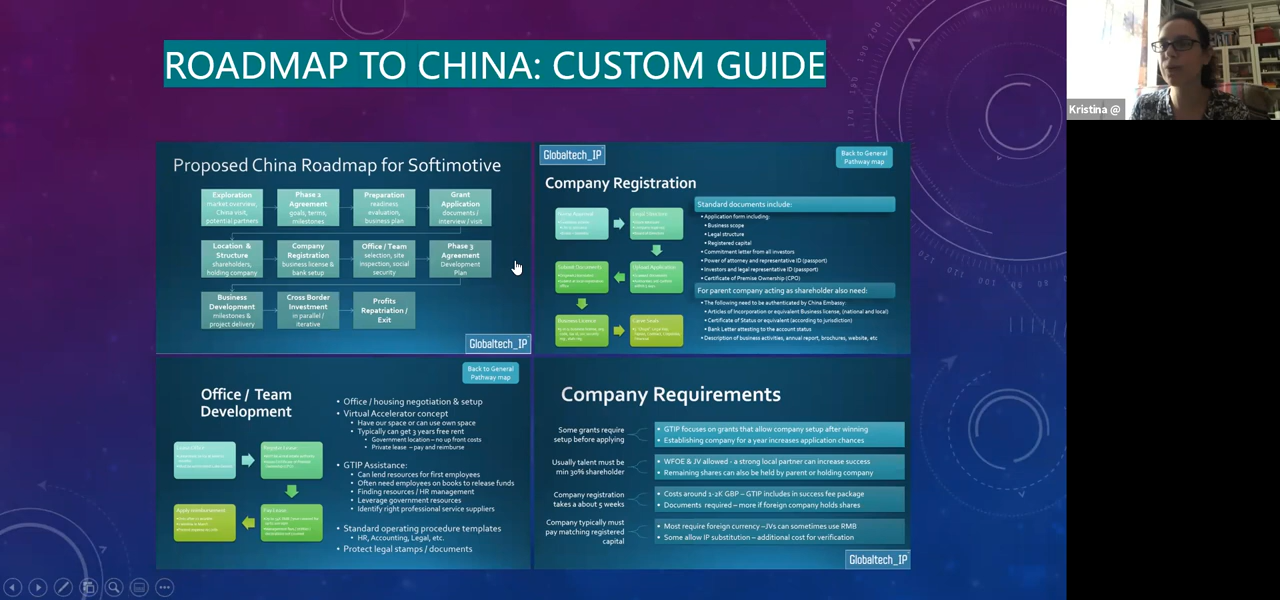 ROADMAP TO CHINA: CUSTOM GUIDE
Kristina @
Proposed China Roadmap for Softimotive
Exploration
market overview,
China visit,
potential partners
Phase 2
Agreement
goals, terms,
milestones
Preparation
readiness
evaluation,
business plan
Grant
Application
documents /
interview / visit
Location &
Structure
shareholders,
holding company
Company
Registration
business license &
bank setup
Office / Team
selection, site
inspection, social
security
Phase 3
Agreement
Development
Plan
Business
Development
milestones &
project delivery
Cross Border
Investment
in parallel /
iterative
Profits
Repatriation /
Exit
Globaltech_IP
Globaltech_IP
Back to General
Pathway map
Company Registration
Name Approval
Legal Structure
Submit Documents
Upload Application
Business Licence
Standard documents include:
• Application form including:
• Business scope
• Legal structure
• Registered capital
• Commitment letter from all investors
• Power of attorney and representative ID (passport)
• Investors and legal representative ID (passport)
• Certificate of Premise Ownership (CPO)
For parent company acting as shareholder also need:
• The following need to be authenticated by China Embassy:
• Articles of Incorporation or equivalent Business license, (national and local)
• Certificate of Status or equivalent (according to jurisdiction)
• Bank Letter attesting to the account status
• Description of business activities, annual report, brochures, website, etc
Back to General
Pathway map
Office / Team
Development
• Office / housing negotiation & setup
• Virtual Accelerator concept
• Have our space or can use own space
• Typically can get 3 years free rent
• Government location – no up front costs
• Private lease – pay and reimburse
• GTIP Assistance:
• Can lend resources for first employees
• Often need employees on books to release funds
• Finding resources / HR management
• Leverage government resources
• Identify right professional service suppliers
• Standard operating procedure templates
• HR, Accounting, Legal, etc.
• Protect legal stamps / documents
Company Requirements
Some grants require
setup before applying
• GTIP focuses on grants that allow company setup after winning
• Establishing company for a year increases application chances
Usually talent must be
min 30% shareholder
• WFOE & JV allowed - a strong local partner can increase success
• Remaining shares can also be held by parent or holding company
Company registration
takes a about 5 weeks
• Costs around 1-2K GBP – GTIP includes in success fee package
• Documents required – more if foreign company holds shares
Company typically must
pay matching registered
capital
• Most require foreign currency –JVs can sometimes use RMB
• Some allow IP substitution – additional cost for verification
Globaltech_IP